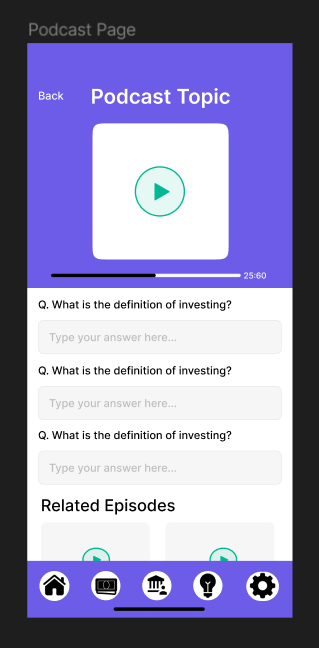 Podcast Page
Back
Podcast Topic
25:60
Q. What is the definition of investing?
Type your answer here...
Q. What is the definition of investing?
Type your answer here...
Q. What is the definition of investing?
Type your answer here...
Related Episodes